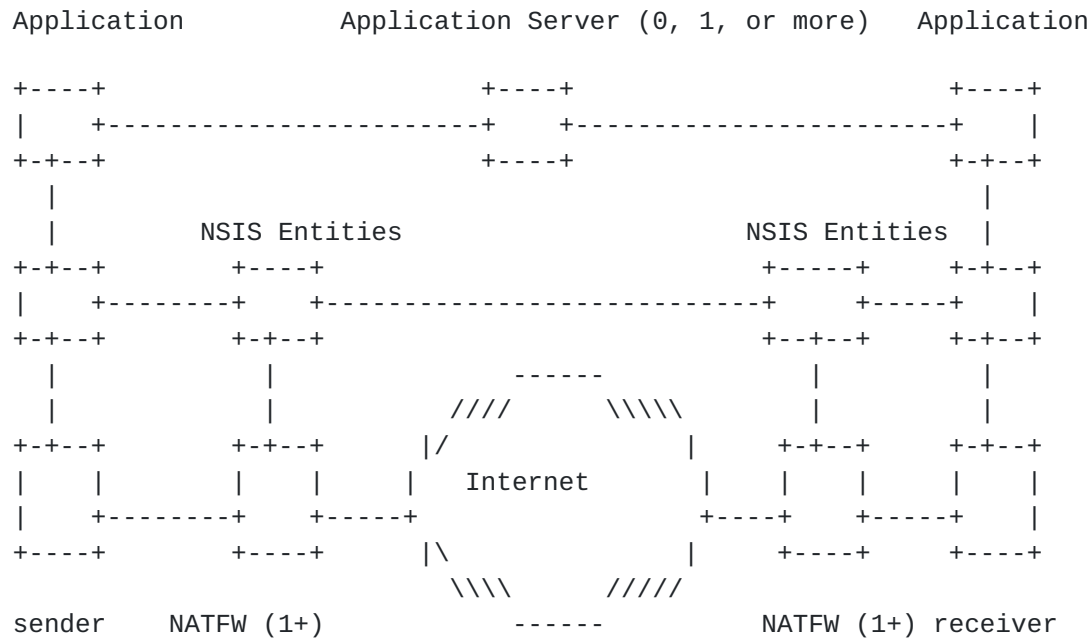 Application Application Server (0, 1, or more) Application
NSIS Entities NSIS Entities
Internet
sender NATFW (1+) NATFW (1+) receiver